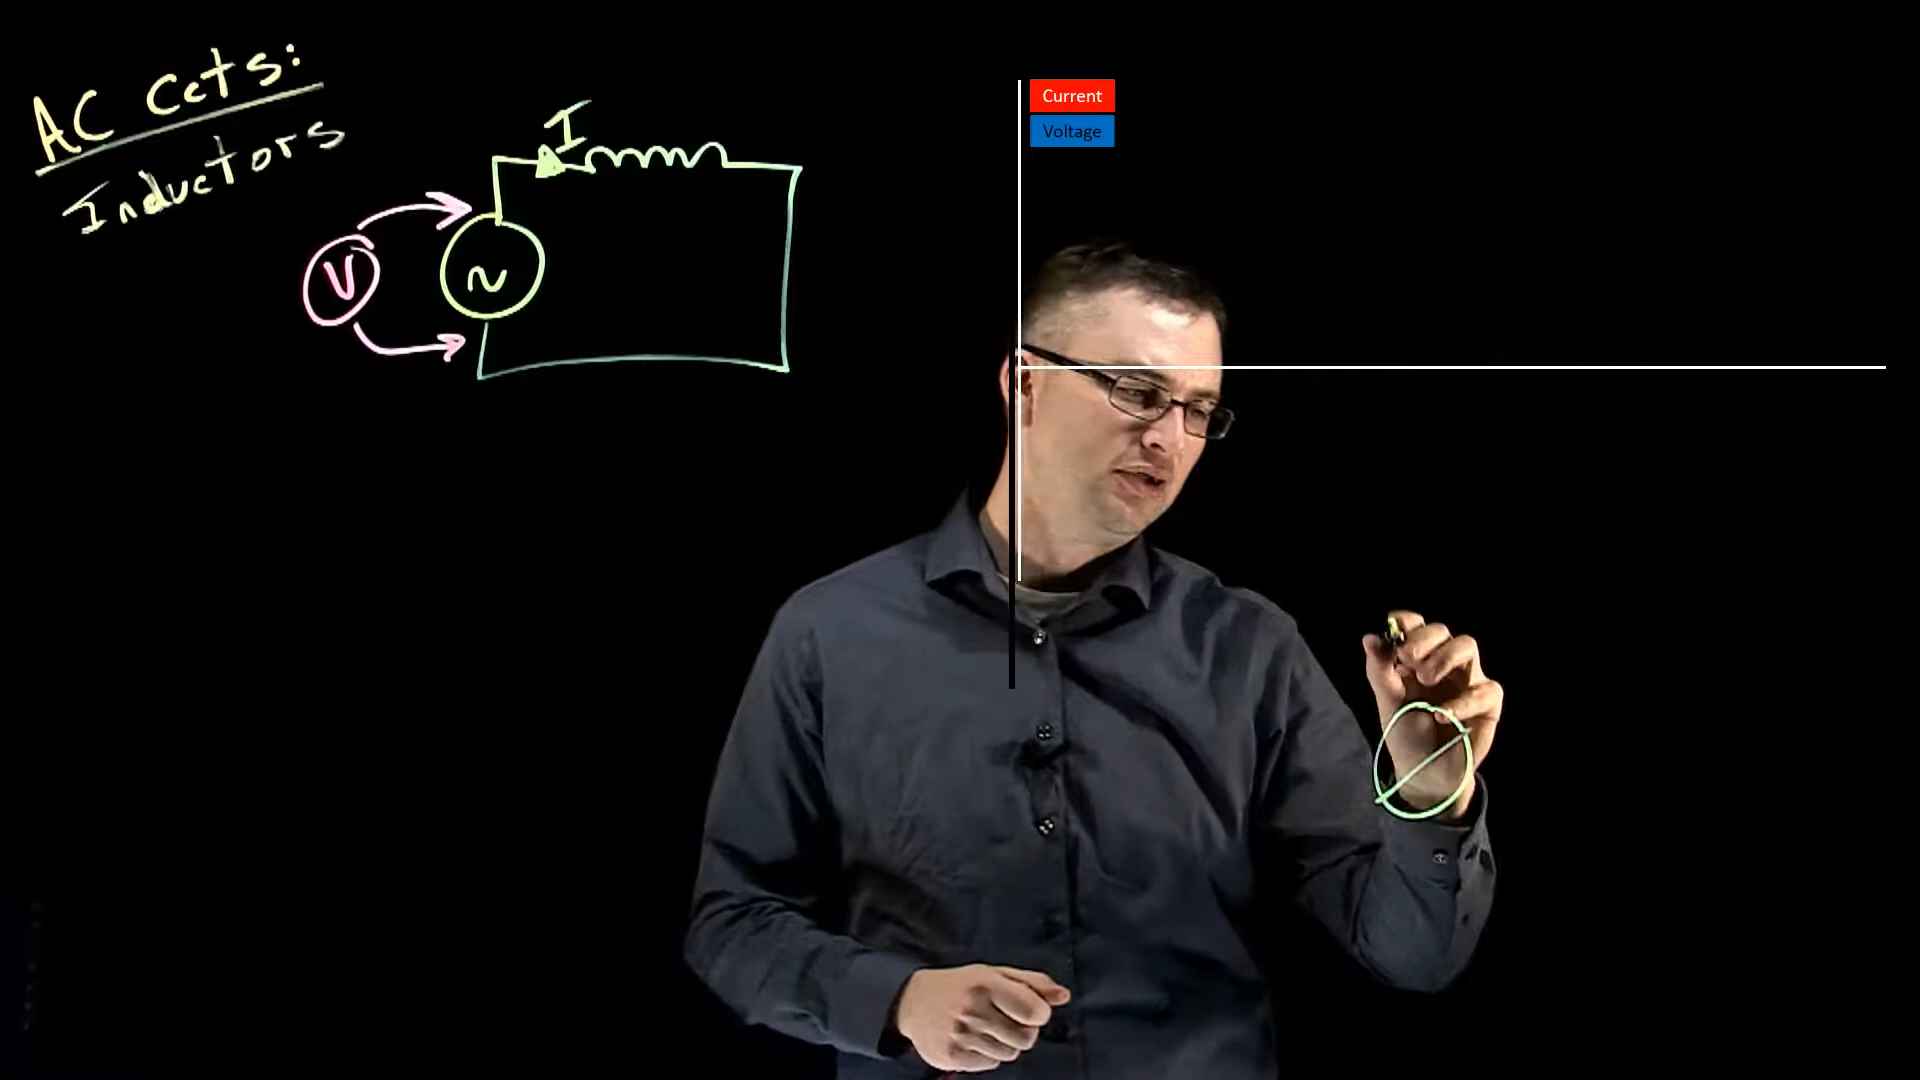 AC Ccts:
Inductors
I
V
~
Current
Voltage